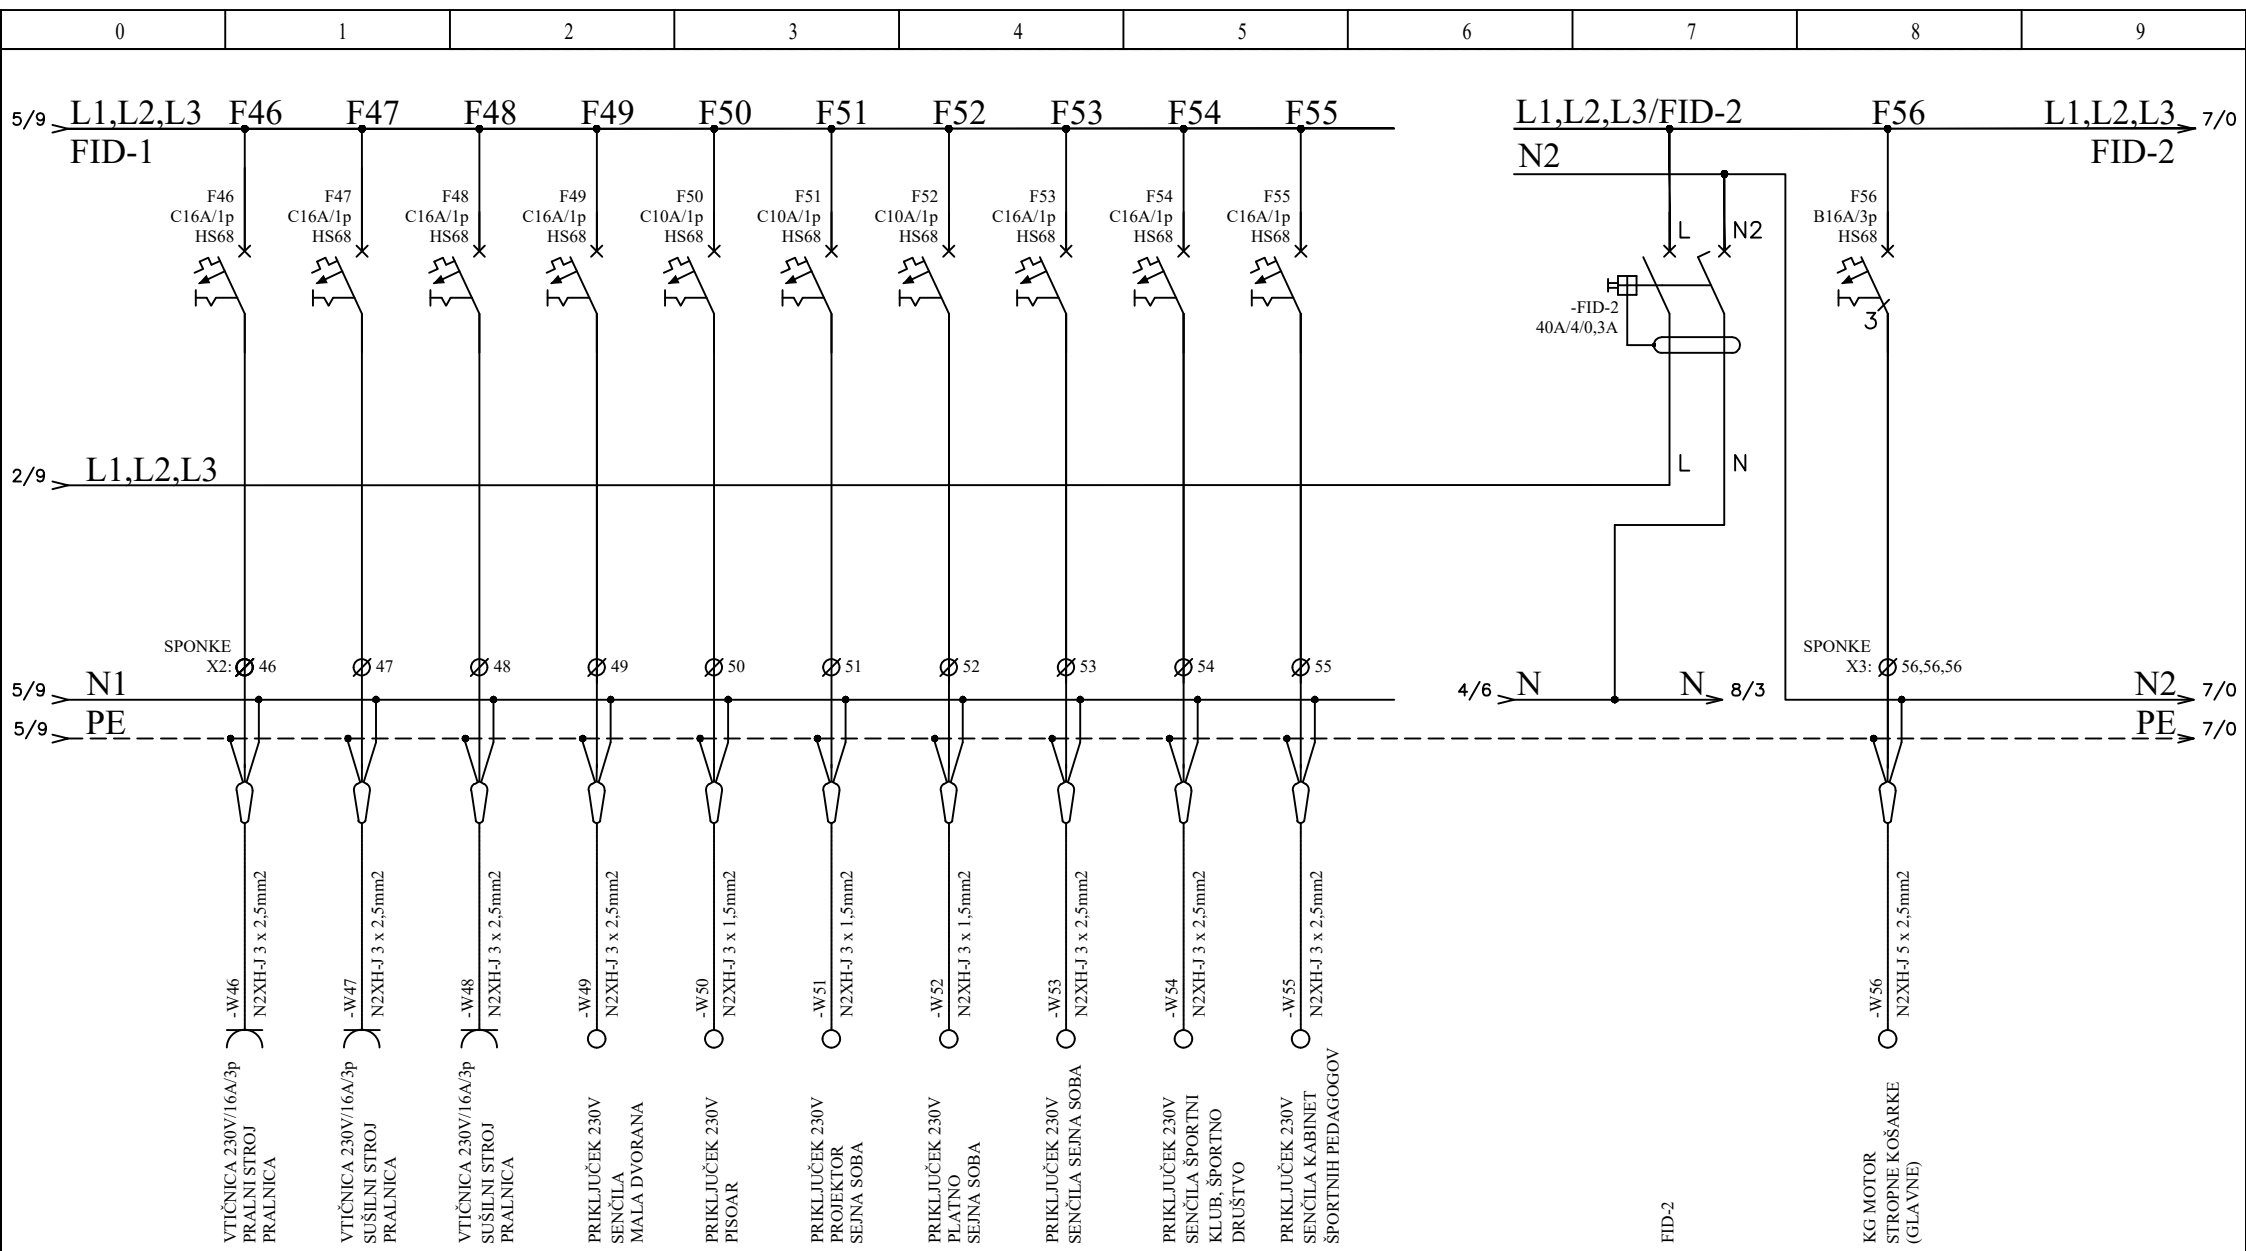 0 1 2 3 4 5 6 7 8 9
5/9 L1,L2,L3 F46 F47 F48 F49 F50 F51 F52 F53 F54 F55 L1,L2,L3/FID-2 F56 L1,L2,L3 7/0
FID-1 N2 FID-2
F46
C16A/1p
HS68
F47
C16A/1p
HS68
F48
C16A/1p
HS68
F49
C16A/1p
HS68
F50
C10A/1p
HS68
F51
C10A/1p
HS68
F52
C10A/1p
HS68
F53
C16A/1p
HS68
F54
C16A/1p
HS68
F55
C16A/1p
HS68
L N2
-FID-2
40A/4/0,3A
F56
B16A/3p
HS68
3
2/9 L1,L2,L3 L N
SPONKE
X2: 46 47 48 49 50 51 52 53 54 55
SPONKE
X3: 56,56,56
5/9 N1 4/6 N N 8/3 N2 7/0
5/9 PE PE 7/0
-W46
N2XH-J 3 x 2,5mm2
-W47
N2XH-J 3 x 2,5mm2
-W48
N2XH-J 3 x 2,5mm2
-W49
N2XH-J 3 x 2,5mm2
-W50
N2XH-J 3 x 1,5mm2
-W51
N2XH-J 3 x 1,5mm2
-W52
N2XH-J 3 x 1,5mm2
-W53
N2XH-J 3 x 2,5mm2
-W54
N2XH-J 3 x 2,5mm2
-W55
N2XH-J 3 x 2,5mm2
-W56
N2XH-J 5 x 2,5mm2
VTIČNICA 230V/16A/3p
PRALNI STROJ
PRALNICA
VTIČNICA 230V/16A/3p
SUŠILNI STROJ
PRALNICA
VTIČNICA 230V/16A/3p
SUŠILNI STROJ
PRALNICA
PRIKLJUČEK 230V
SENČILA
MALA DVORANA
PRIKLJUČEK 230V
PISOAR
PRIKLJUČEK 230V
PROJEKTOR
SEJNA SOBA
PRIKLJUČEK 230V
PLATNO
SEJNA SOBA
PRIKLJUČEK 230V
SENČILA SEJNA SOBA
PRIKLJUČEK 230V
SENČILA ŠPORTNI
KLUB, ŠPORTNO
DRUŠTVO
PRIKLJUČEK 230V
SENČILA KABINET
ŠPORTNIH PEDAGOGOV
FID-2
KG MOTOR
STROPNE KOŠARKE
(GLAVNE)